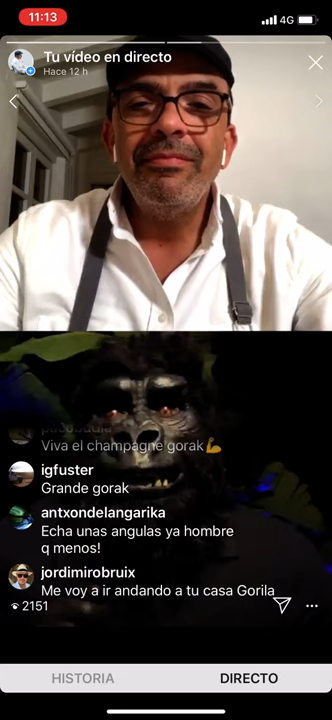 11:13
4G
Tu vídeo en directo
Hace 12 h
Viva el champagne gorak💪
igfuster
Grande gorak
antxondelangarika
Echa unas angulas ya hombre
q menos!
jordimirobruix
Me voy a ir andando a tu casa Gorila
2151
HISTORIA
DIRECTO